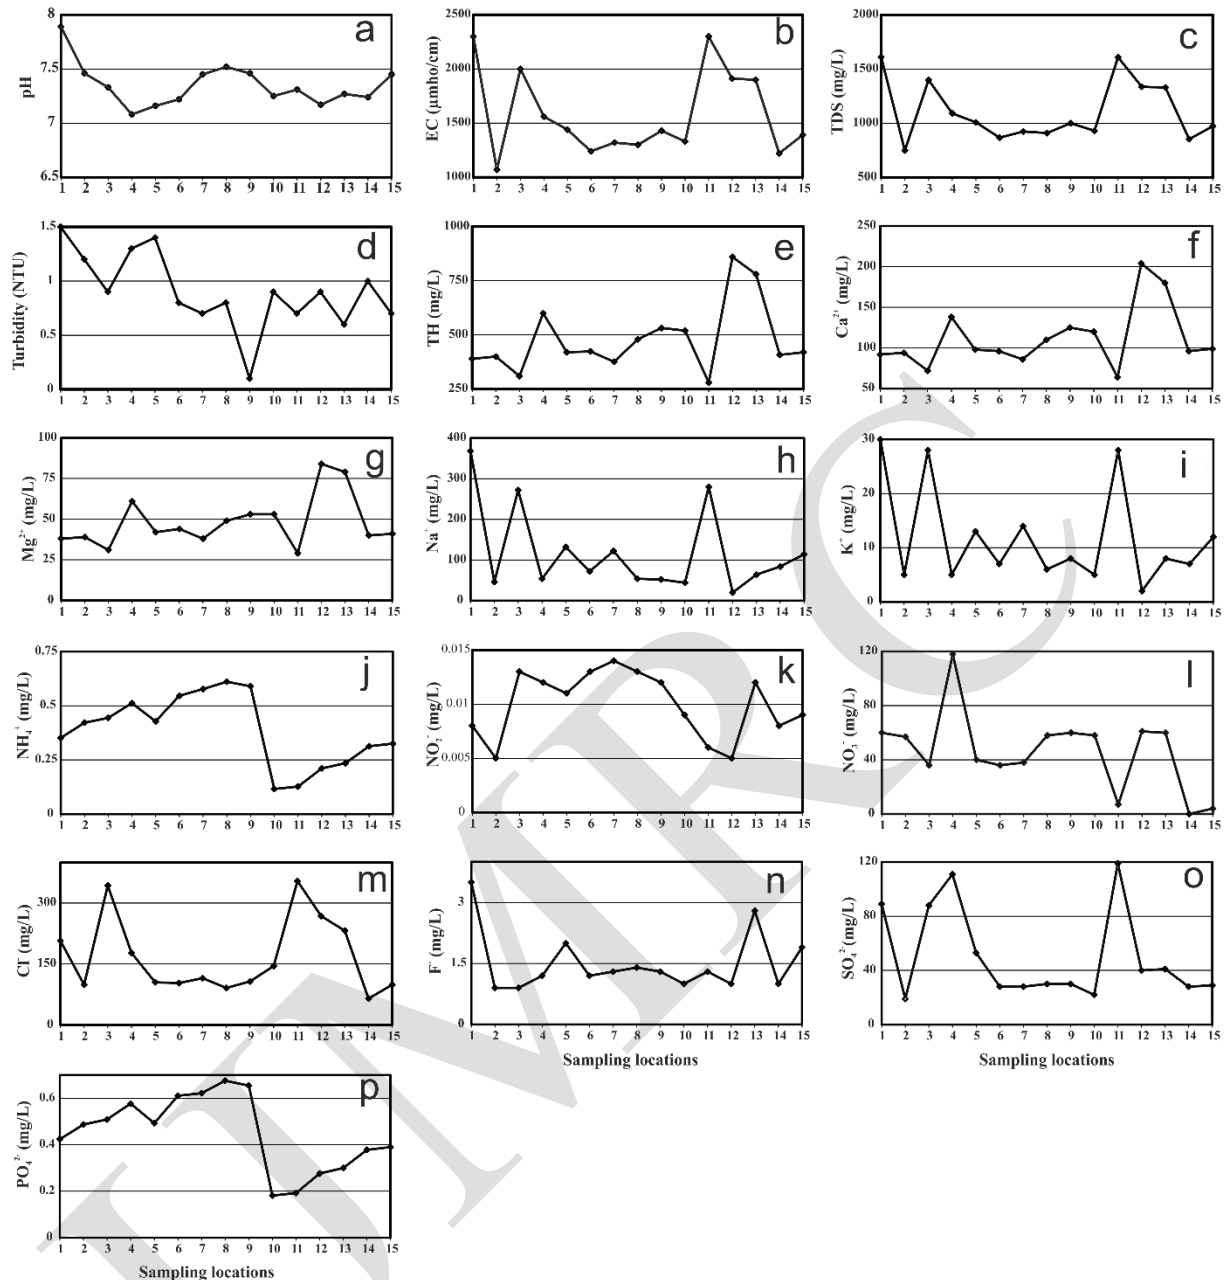 8
7.5
7
6.5
pH
a
1 2 3 4 5 6 7 8 9 10 11 12 13 14 15
2500
2000
1500
1000
EC (µmho/cm)
b
1 2 3 4 5 6 7 8 9 10 11 12 13 14 15
2000
1500
1000
500
TDS (mg/L)
c
1 2 3 4 5 6 7 8 9 10 11 12 13 14 15
1.5
1
0.5
0
Turbidity (NTU)
d
1 2 3 4 5 6 7 8 9 10 11 12 13 14 15
1000
750
500
250
TH (mg/L)
e
1 2 3 4 5 6 7 8 9 10 11 12 13 14 15
250
200
150
100
50
Ca²⁺ (mg/L)
f
1 2 3 4 5 6 7 8 9 10 11 12 13 14 15
100
75
50
25
0
Mg²⁺ (mg/L)
g
1 2 3 4 5 6 7 8 9 10 11 12 13 14 15
400
300
200
100
0
Na⁺ (mg/L)
h
1 2 3 4 5 6 7 8 9 10 11 12 13 14 15
30
20
10
0
K⁺ (mg/L)
i
1 2 3 4 5 6 7 8 9 10 11 12 13 14 15
0.75
0.5
0.25
0
NH₄⁺ (mg/L)
j
1 2 3 4 5 6 7 8 9 10 11 12 13 14 15
0.015
0.01
0.005
0
NO₂⁻ (mg/L)
k
1 2 3 4 5 6 7 8 9 10 11 12 13 14 15
120
80
40
0
NO₃⁻ (mg/L)
l
1 2 3 4 5 6 7 8 9 10 11 12 13 14 15
300
150
0
Cl⁻ (mg/L)
m
1 2 3 4 5 6 7 8 9 10 11 12 13 14 15
3
1.5
0
F⁻ (mg/L)
n
1 2 3 4 5 6 7 8 9 10 11 12 13 14 15
Sampling locations
120
80
40
0
SO₄²⁻ (mg/L)
o
1 2 3 4 5 6 7 8 9 10 11 12 13 14 15
Sampling locations
0.6
0.4
0.2
0
PO₄²⁻ (mg/L)
p
1 2 3 4 5 6 7 8 9 10 11 12 13 14 15
Sampling locations